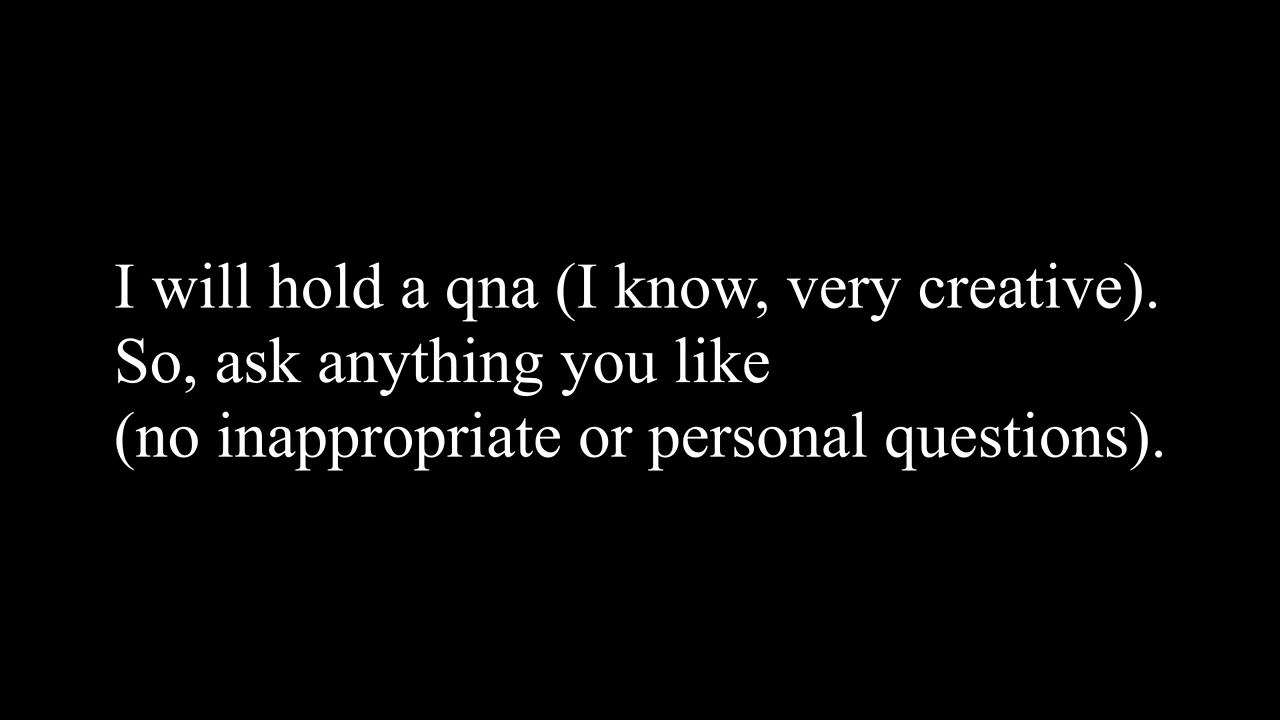 I will hold a qna (I know, very creative).
So, ask anything you like
(no inappropriate or personal questions).